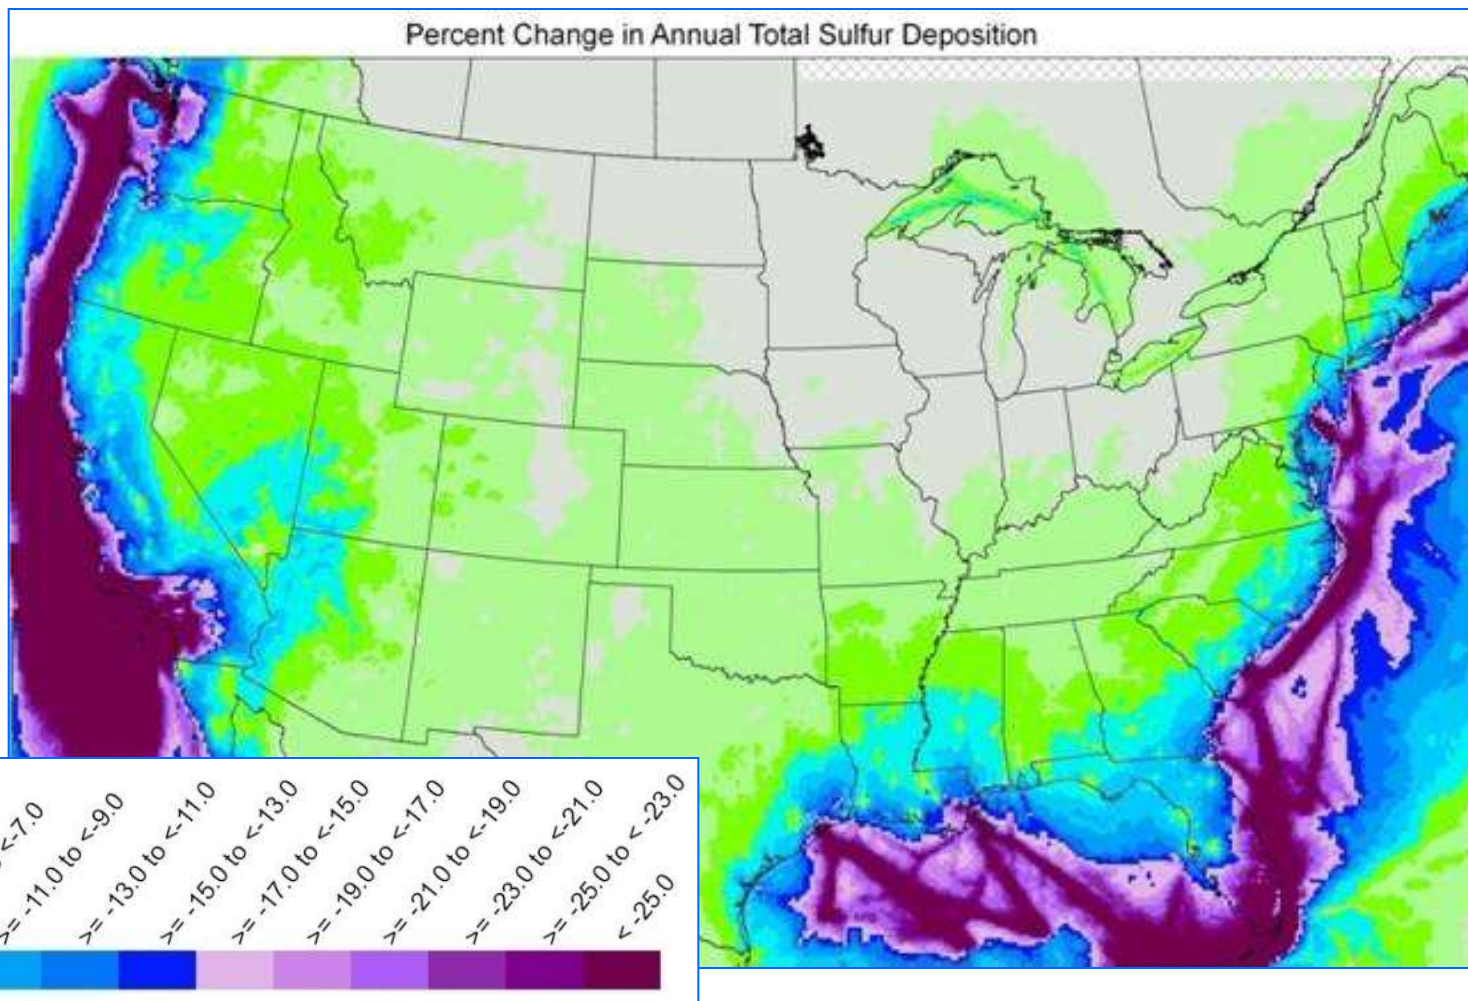 Percent Change in Annual Total Sulfur Deposition
<-7.0
>= -11.0 to <-9.0
>= -13.0 to <-11.0
>= -15.0 to <-13.0
>= -17.0 to <-15.0
>= -19.0 to <-17.0
>= -21.0 to <-19.0
>= -23.0 to <-21.0
>= -25.0 to < -23.0
< -25.0